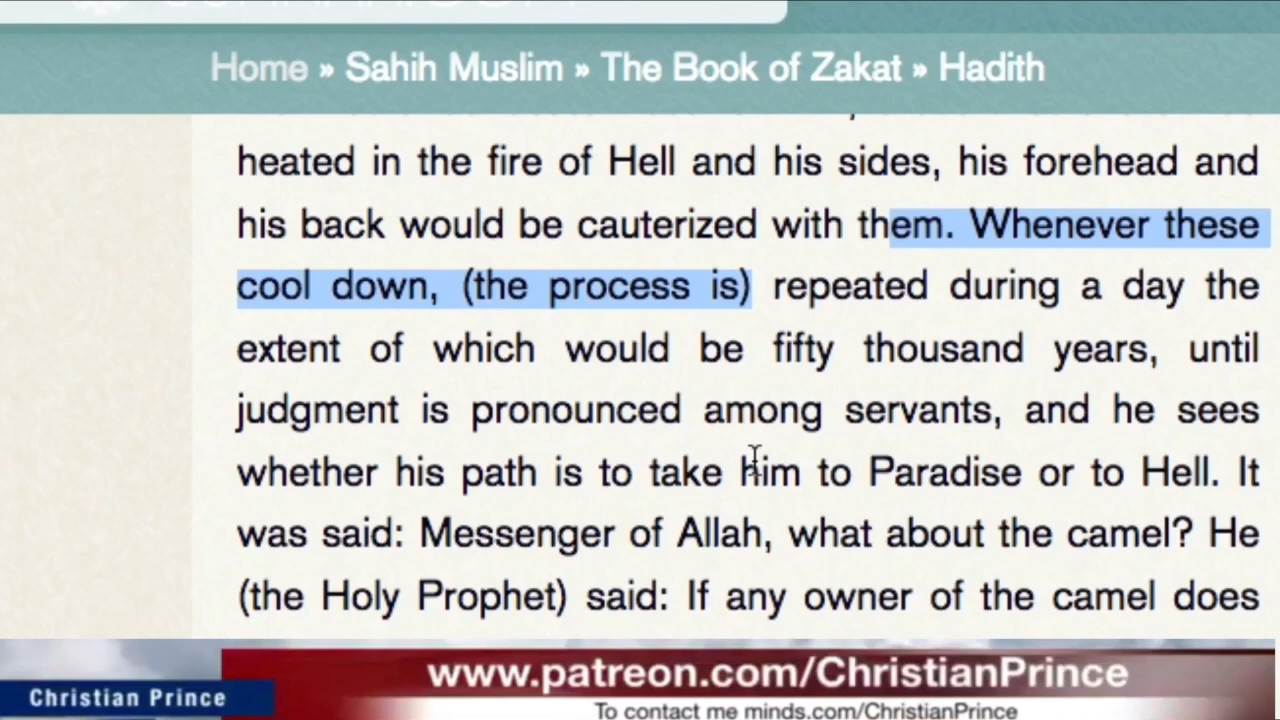 Home » Sahih Muslim » The Book of Zakat » Hadith
heated in the fire of Hell and his sides, his forehead and
his back would be cauterized with them. Whenever these
cool down, (the process is) repeated during a day the
extent of which would be fifty thousand years, until
judgment is pronounced among servants, and he sees
whether his path is to take him to Paradise or to Hell. It
was said: Messenger of Allah, what about the camel? He
(the Holy Prophet) said: If any owner of the camel does
www.patreon.com/ChristianPrince
Christian Prince
To contact me minds.com/ChristianPrince